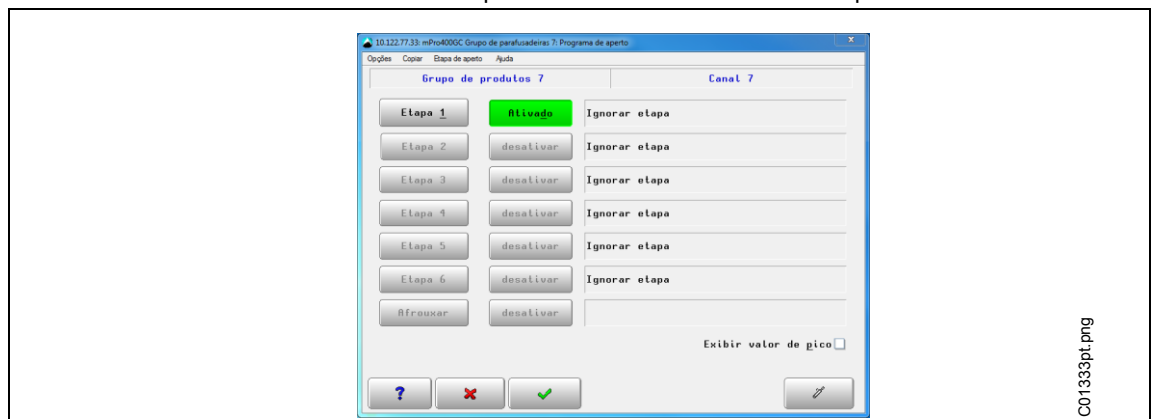 10.122.77.33: mPro400GC Grupo de parafusadeiras 7: Programa de aperto
Opções Copiar Etapa de aperto Ajuda
Grupo de produtos 7 Canal 7
Etapa 1 Ativado Ignorar etapa
Etapa 2 desativar Ignorar etapa
Etapa 3 desativar Ignorar etapa
Etapa 4 desativar Ignorar etapa
Etapa 5 desativar Ignorar etapa
Etapa 6 desativar Ignorar etapa
Afrouxar desativar
Exibir valor de pico
?
C01333pt.png